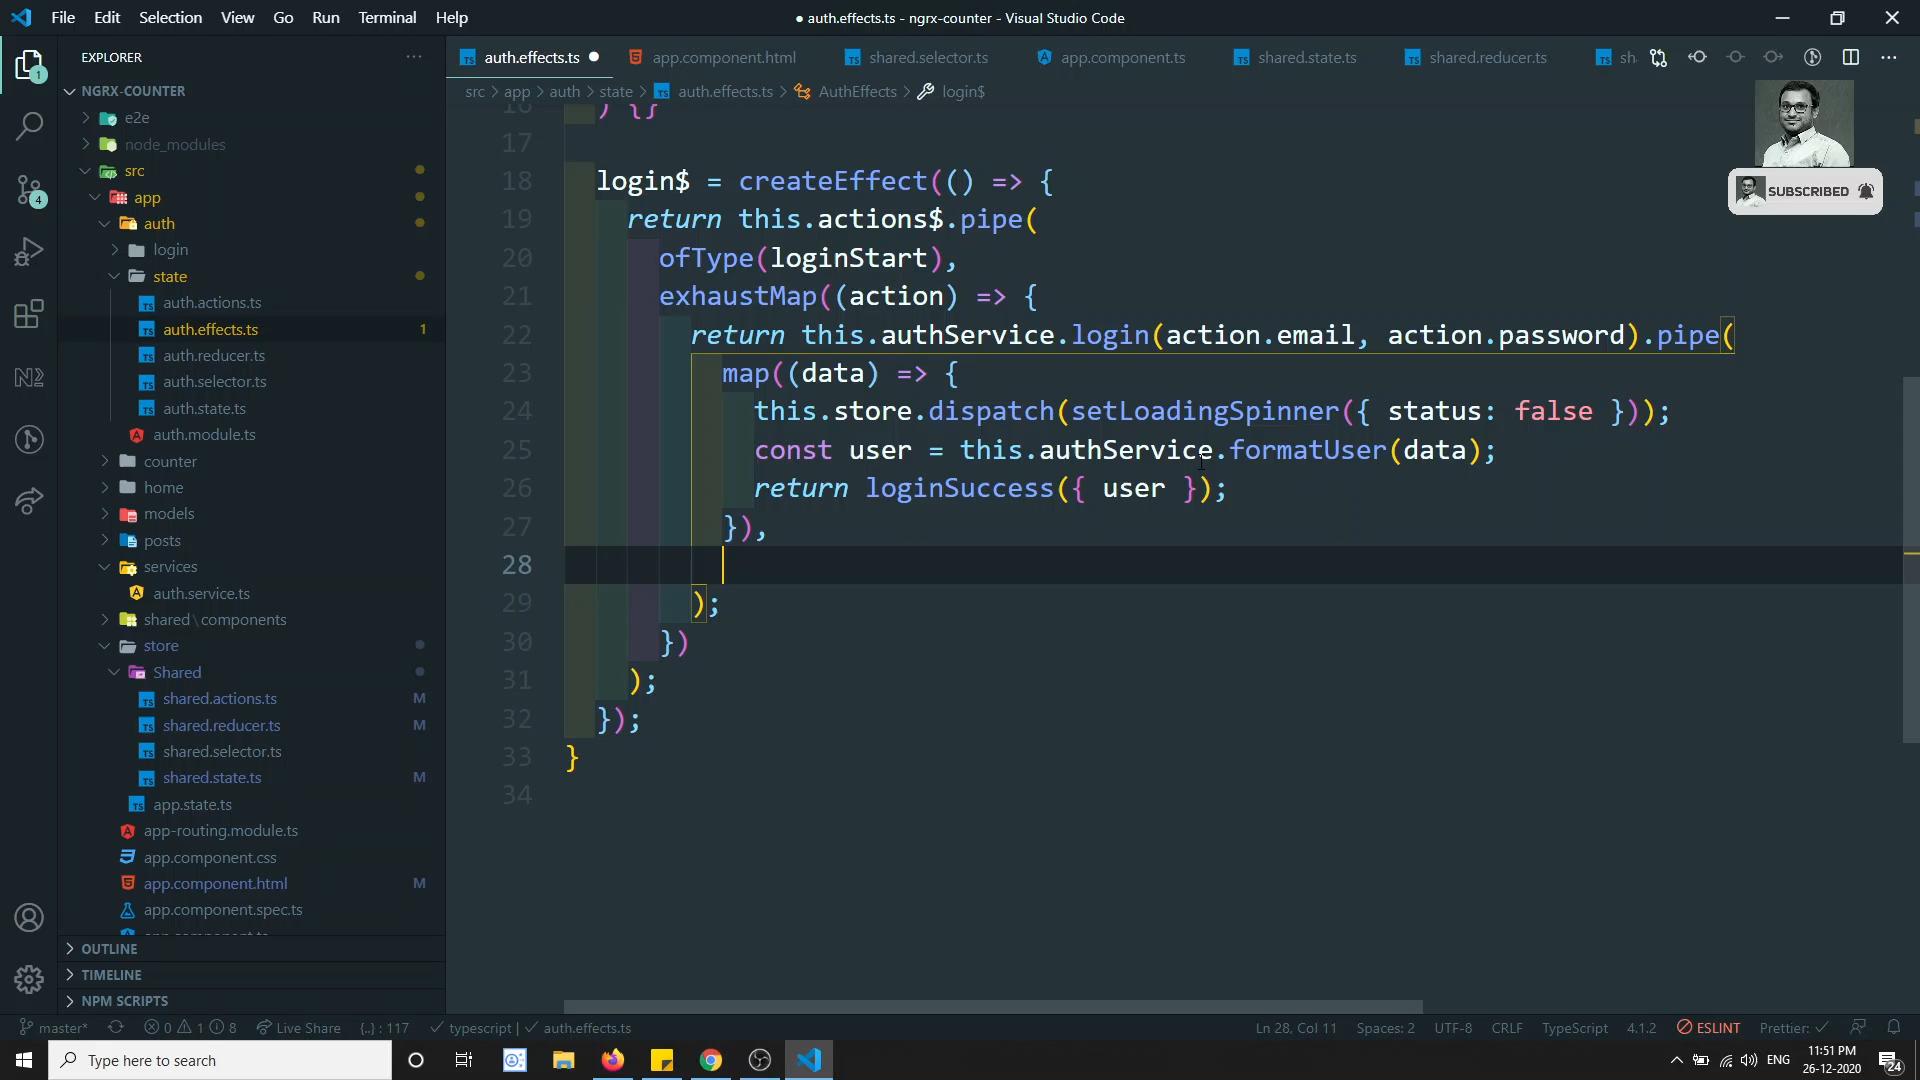 File Edit Selection View Go Run Terminal Help
● auth.effects.ts - ngrx-counter - Visual Studio Code
EXPLORER
NGRX-COUNTER
e2e
node_modules
src
app
auth
login
state
auth.actions.ts
auth.effects.ts 1
auth.reducer.ts
auth.selector.ts
auth.state.ts
auth.module.ts
counter
home
models
posts
services
auth.service.ts
shared\components
store
Shared
shared.actions.ts M
shared.reducer.ts M
shared.selector.ts
shared.state.ts M
app.state.ts
app-routing.module.ts
app.component.css
app.component.html M
app.component.spec.ts
app.component.ts
OUTLINE
TIMELINE
NPM SCRIPTS
auth.effects.ts app.component.html shared.selector.ts app.component.ts shared.state.ts shared.reducer.ts sh
src > app > auth > state > auth.effects.ts > AuthEffects > login$
SUBSCRIBED
16 ) {}
17
18 login$ = createEffect(() => {
19 return this.actions$.pipe(
20 ofType(loginStart),
21 exhaustMap((action) => {
22 return this.authService.login(action.email, action.password).pipe(
23 map((data) => {
24 this.store.dispatch(setLoadingSpinner({ status: false }));
25 const user = this.authService.formatUser(data);
26 return loginSuccess({ user });
27 }),
28
29 );
30 })
31 );
32 });
33 }
34
1
4
master* 0 1 8 Live Share {..} : 117 typescript | auth.effects.ts
Ln 28, Col 11 Spaces: 2 UTF-8 CRLF TypeScript 4.1.2 ESLINT Prettier: ✓
Type here to search
ENG
11:51 PM
26-12-2020
24